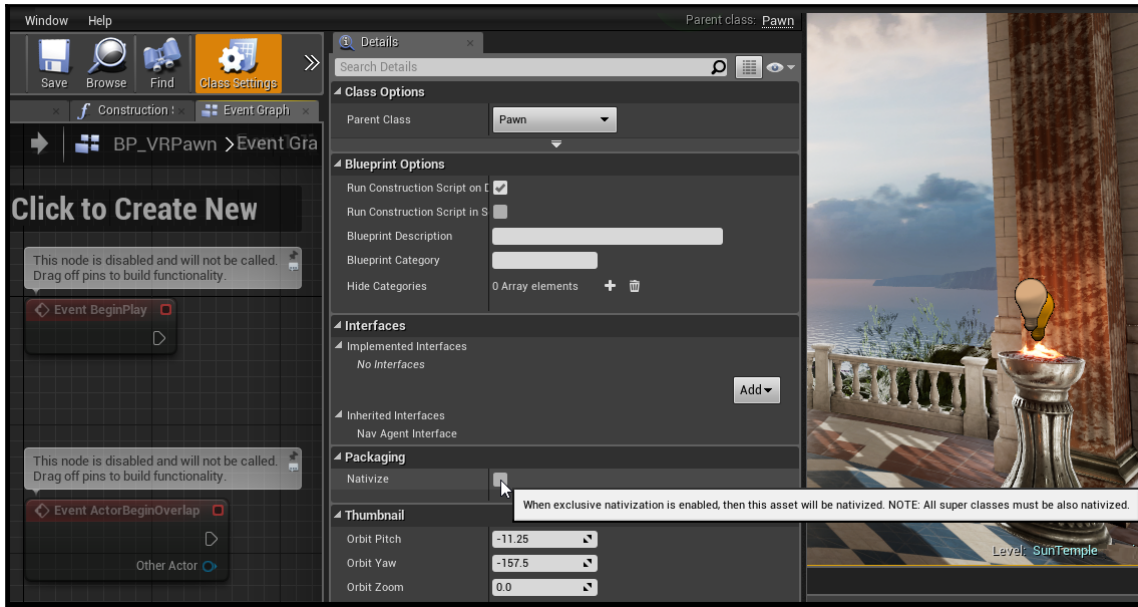 Window Help
Parent class: Pawn
Save Browse Find Class Settings
Construction Event Graph
BP_VRPawn >Event Gra
Click to Create New
This node is disabled and will not be called.
Drag off pins to build functionality.
Event BeginPlay
This node is disabled and will not be called.
Drag off pins to build functionality.
Event ActorBeginOverlap
Other Actor
Details
Search Details
Class Options
Parent Class Pawn
Blueprint Options
Run Construction Script on D
Run Construction Script in S
Blueprint Description
Blueprint Category
Hide Categories 0 Array elements
Interfaces
Implemented Interfaces
No Interfaces
Add
Inherited Interfaces
Nav Agent Interface
Packaging
Nativize
When exclusive nativization is enabled, then this asset will be nativized. NOTE: All super classes must be also nativized.
Thumbnail
Orbit Pitch -11.25
Orbit Yaw -157.5
Orbit Zoom 0.0
Level: SunTemple